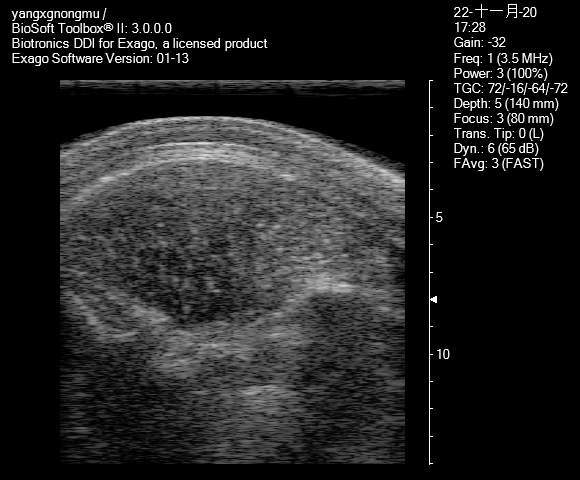 yangxgnongmu /
BioSoft Toolbox® II: 3.0.0.0
Biotronics DDI for Exago, a licensed product
Exago Software Version: 01-13
22-十一月-20
17:28
Gain: -32
Freq: 1 (3.5 MHz)
Power: 3 (100%)
TGC: 72/-16/-64/-72
Depth: 5 (140 mm)
Focus: 3 (80 mm)
Trans. Tip: 0 (L)
Dyn.: 6 (65 dB)
FAvg: 3 (FAST)
5
10